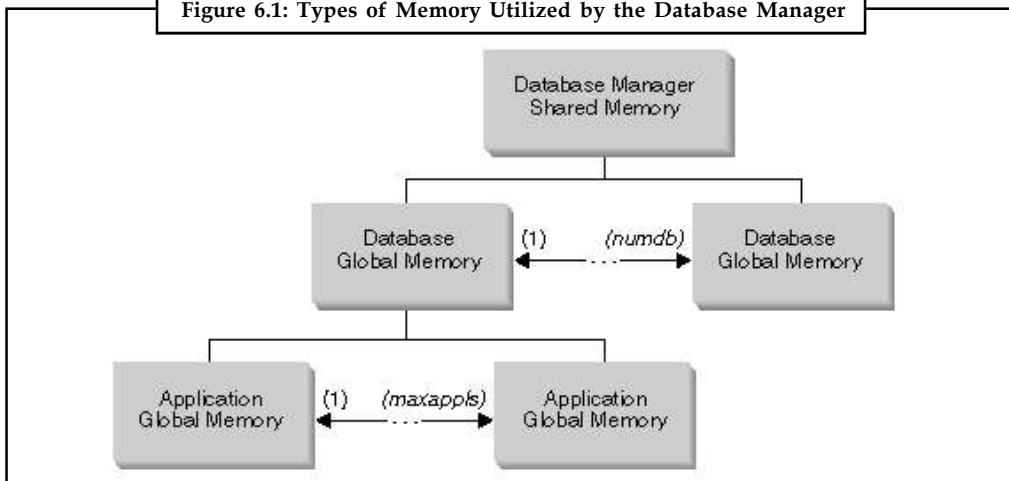 Figure 6.1: Types of Memory Utilized by the Database Manager
Database Manager
Shared Memory
Database
Global Memory
(1)
(numdb)
Database
Global Memory
Application
Global Memory
(1)
(maxappls)
Application
Global Memory